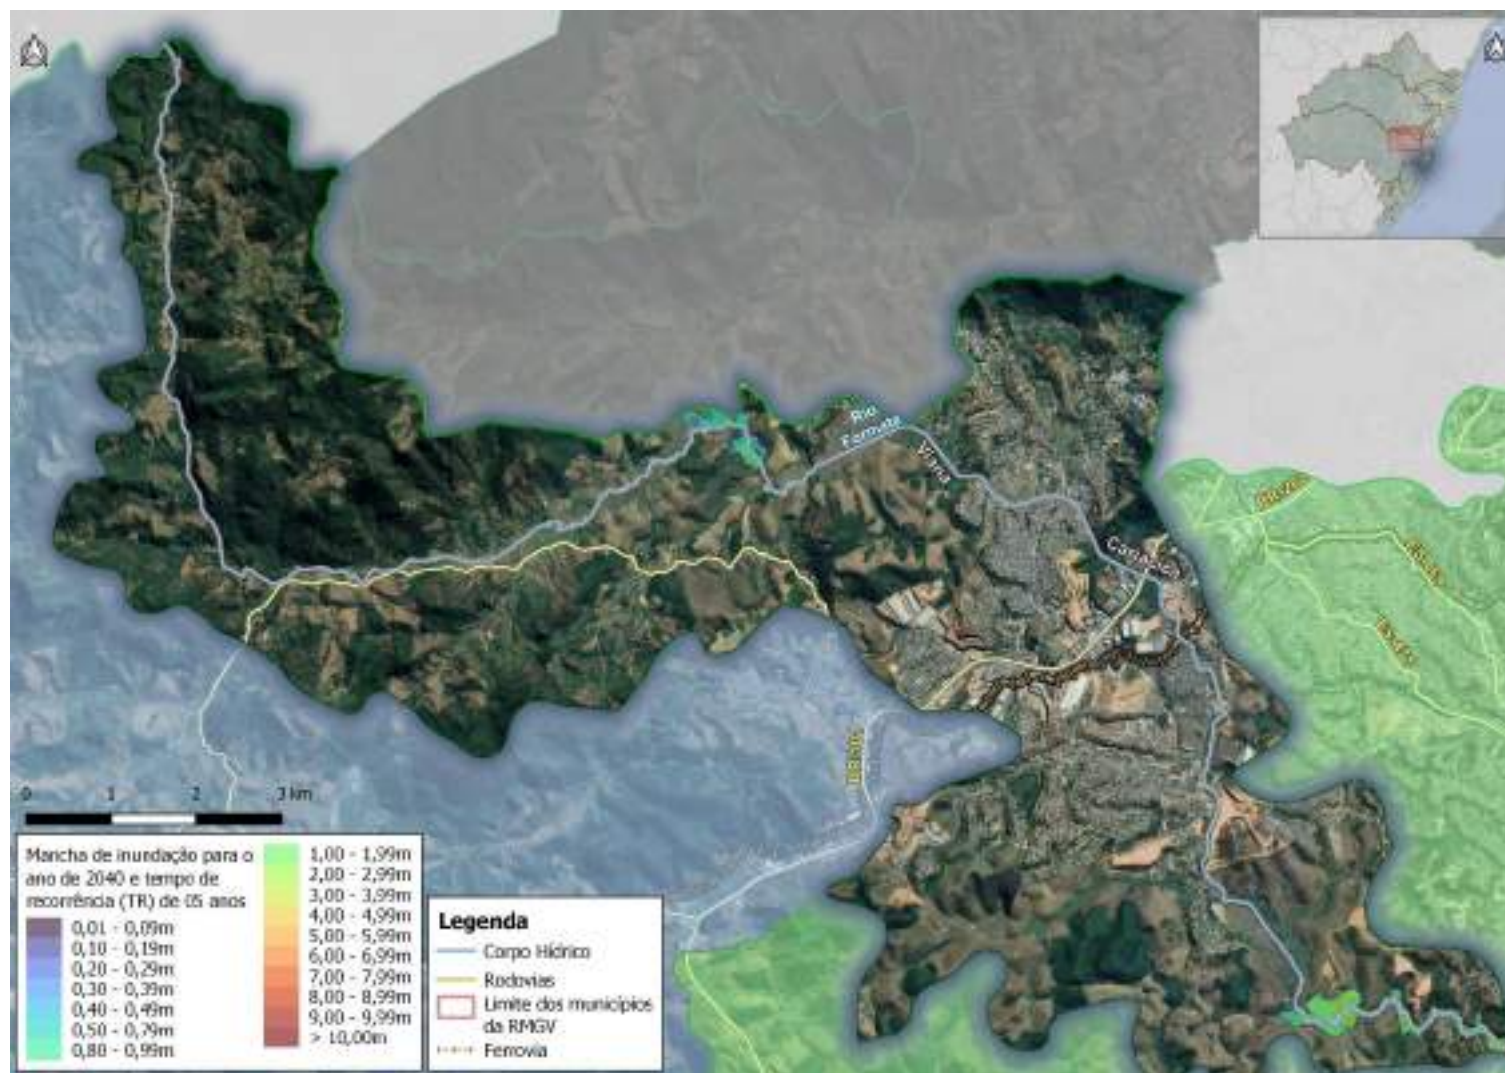 Rio
Formate
Viana
0 1 2 3 km
Mancha de inundação para o
ano de 2040 e tempo de
recorrência (TR) de 05 anos
0,01 - 0,09m
0,10 - 0,19m
0,20 - 0,29m
0,30 - 0,39m
0,40 - 0,49m
0,50 - 0,79m
0,80 - 0,99m
1,00 - 1,99m
2,00 - 2,99m
3,00 - 3,99m
4,00 - 4,99m
5,00 - 5,99m
6,00 - 6,99m
7,00 - 7,99m
8,00 - 8,99m
9,00 - 9,99m
> 10,00m
Legenda
Corpo Hídrico
Rodovias
Limite dos municípios
da RMGV
Ferrovia